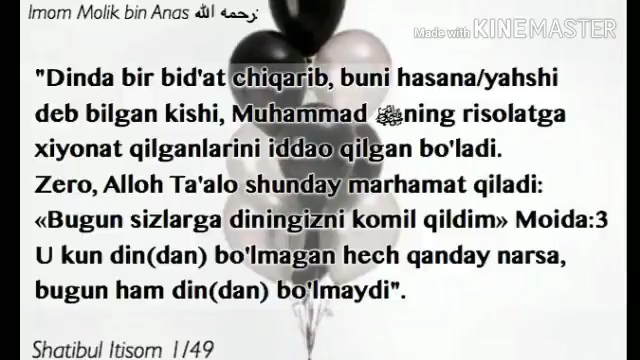 Imom Molik bin Anas رحمه الله:
Made with KINEMASTER
"Dinda bir bid'at chiqarib, buni hasana/yahshi
deb bilgan kishi, Muhammad ﷺning risolatga
xiyonat qilganlarini iddao qilgan bo'ladi.
Zero, Alloh Ta'alo shunday marhamat qiladi:
«Bugun sizlarga diningizni komil qildim» Moida:3
U kun din(dan) bo'lmagan hech qanday narsa,
bugun ham din(dan) bo'lmaydi".
Shatibul Itisom 1/49